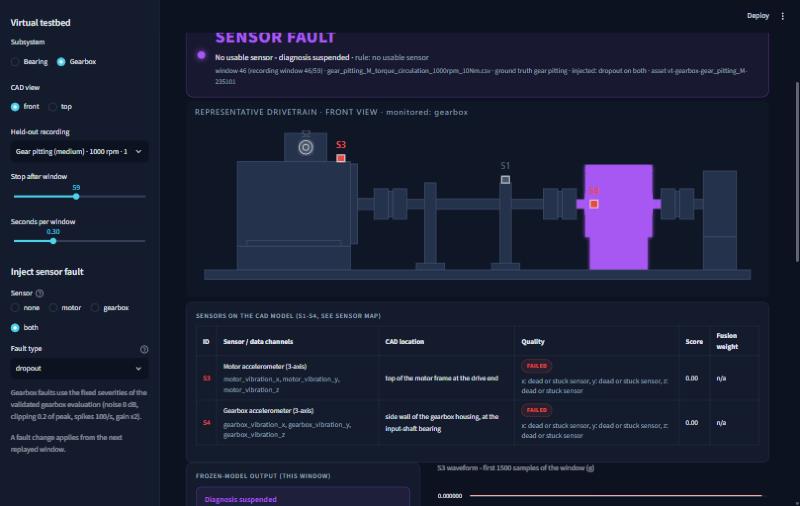 Deploy
Virtual testbed
Subsystem
Bearing
Gearbox
CAD view
front
top
Held-out recording
Gear pitting (medium) · 1000 rpm · 1
Stop after window
59
Seconds per window
0.30
Inject sensor fault
Sensor
none
motor
gearbox
both
Fault type
dropout
Gearbox faults use the fixed severities of the
validated gearbox evaluation (noise 0 dB,
clipping 0.2 of peak, spikes 100/s, gain x2).
A fault change applies from the next
replayed window.
SENSOR FAULT
No usable sensor - diagnosis suspended · rule: no usable sensor
window 46 (recording window 46/59) · gear_pitting_M_torque_circulation_1000rpm_10Nm.csv · ground truth gear pitting · injected: dropout on both · asset vt-gearbox-gear_pitting_M-
235101
REPRESENTATIVE DRIVETRAIN · FRONT VIEW · monitored: gearbox
S2
S3
S1
S4
SENSORS ON THE CAD MODEL (S1-S4, SEE SENSOR MAP)
ID
Sensor / data channels
CAD location
Quality
Score
Fusion
weight
S3
Motor accelerometer (3-axis)
motor_vibration_x, motor_vibration_y,
motor_vibration_z
top of the motor frame at the drive end
FAILED
x: dead or stuck sensor, y: dead or stuck sensor, z:
dead or stuck sensor
0.00
n/a
S4
Gearbox accelerometer (3-axis)
gearbox_vibration_x, gearbox_vibration_y,
gearbox_vibration_z
side wall of the gearbox housing, at the
input-shaft bearing
FAILED
x: dead or stuck sensor, y: dead or stuck sensor, z:
dead or stuck sensor
0.00
n/a
FROZEN-MODEL OUTPUT (THIS WINDOW)
Diagnosis suspended
S3 waveform - first 1500 samples of the window (g)
0.000000